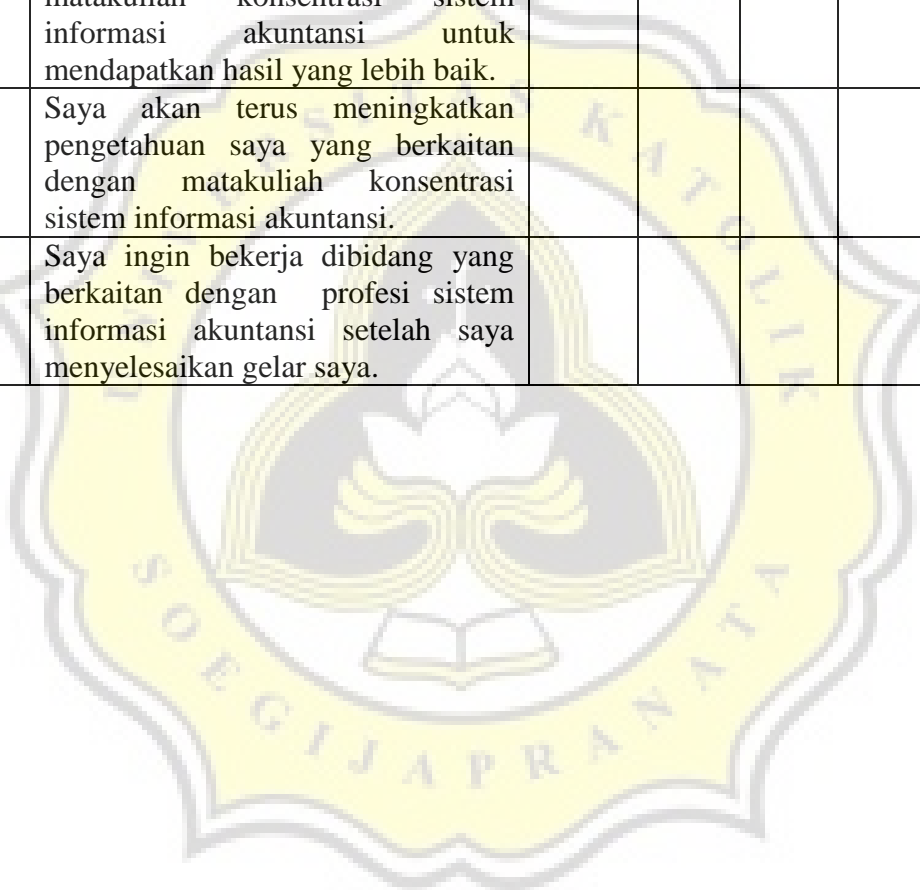 matakuliah konsentrasi sistem
informasi akuntansi untuk
mendapatkan hasil yang lebih baik.
Saya akan terus meningkatkan
pengetahuan saya yang berkaitan
dengan matakuliah konsentrasi
sistem informasi akuntansi.
Saya ingin bekerja dibidang yang
berkaitan dengan profesi sistem
informasi akuntansi setelah saya
menyelesaikan gelar saya.
UNIVERSITAS KATOLIK
SOEGIJAPRANATA